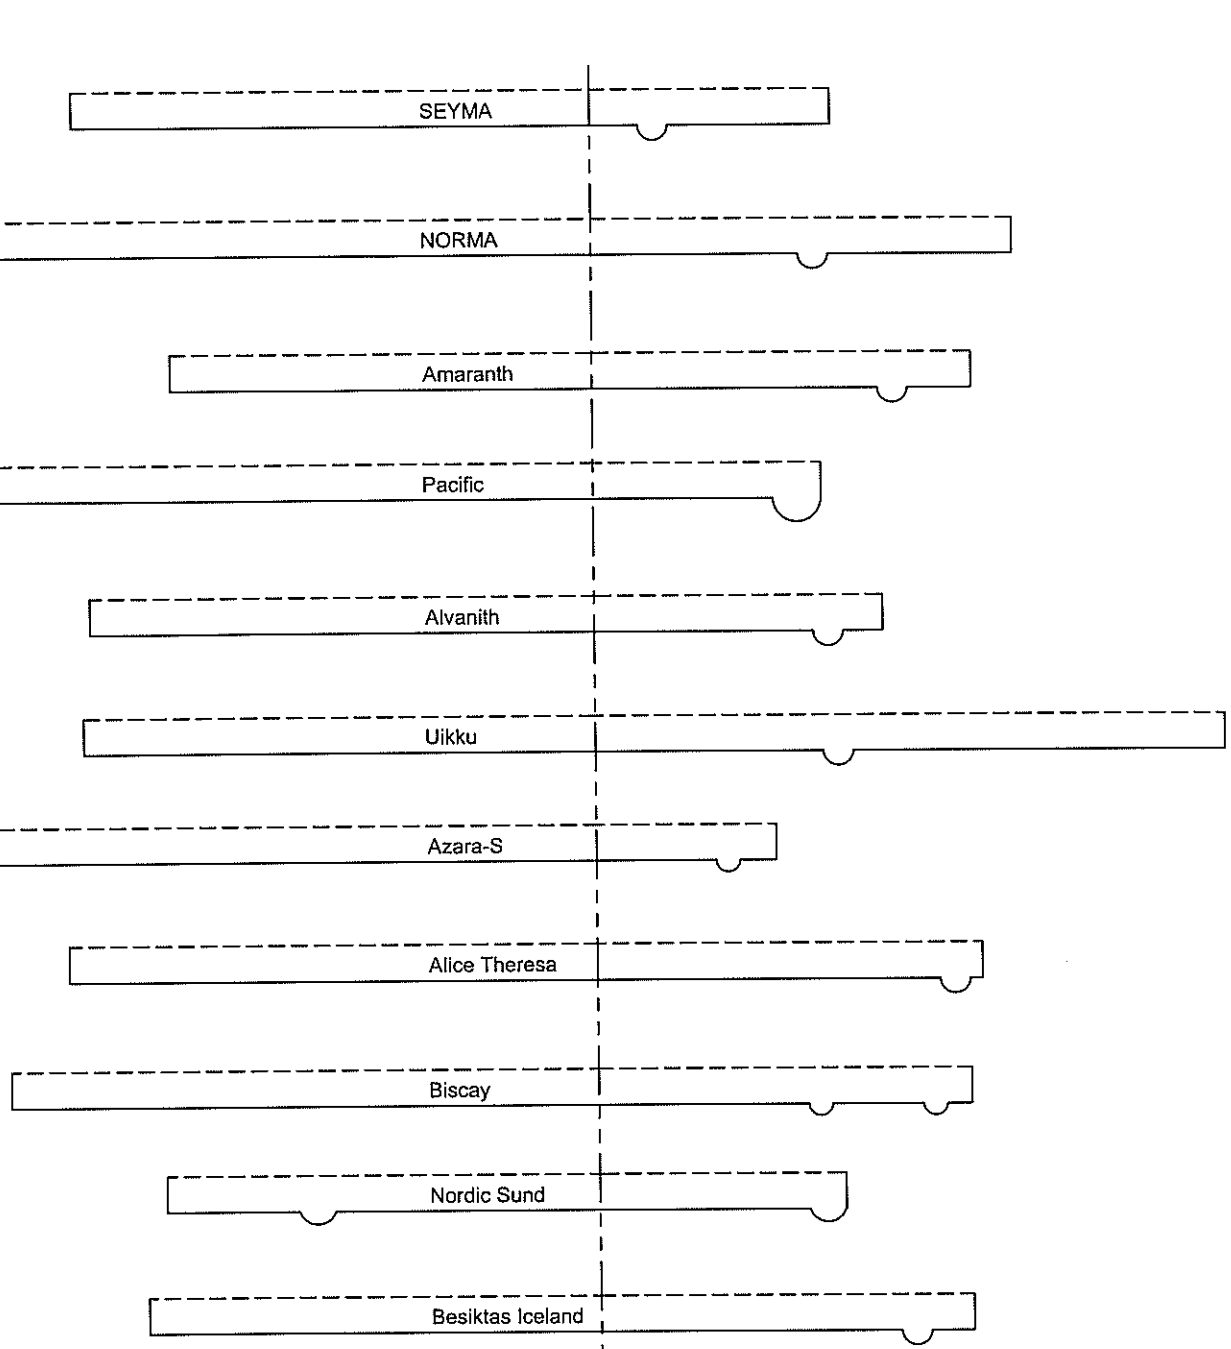 SEYMA
NORMA
Amaranth
Pacific
Alvanith
Uikku
Azara-S
Alice Theresa
Biscay
Nordic Sund
Besiktas Iceland